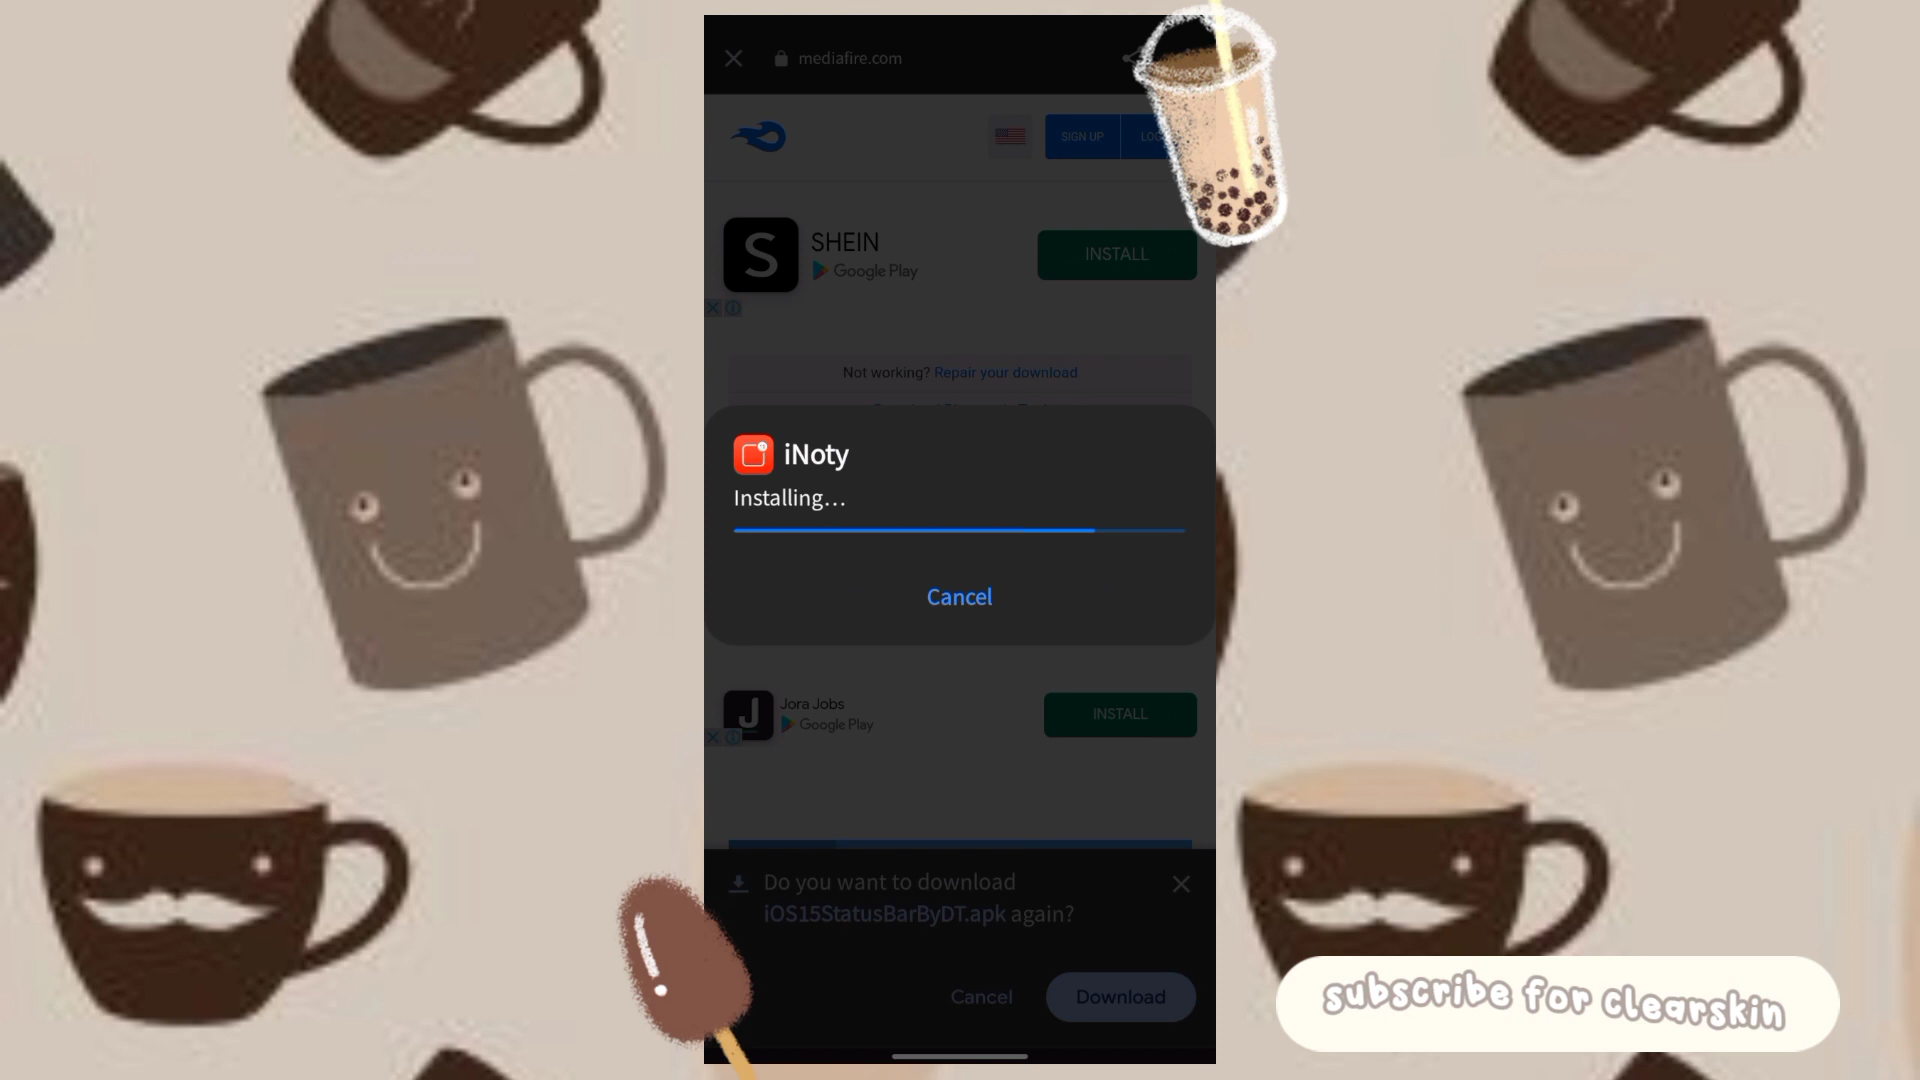 mediafire.com
SIGN UP
SHEIN
Google Play
INSTALL
Not working? Repair your download
iNoty
Installing...
Cancel
J
Jora Jobs
Google Play
INSTALL
Do you want to download
iOS15StatusBarByDT.apk again?
Cancel
Download
subscribe for clearskin